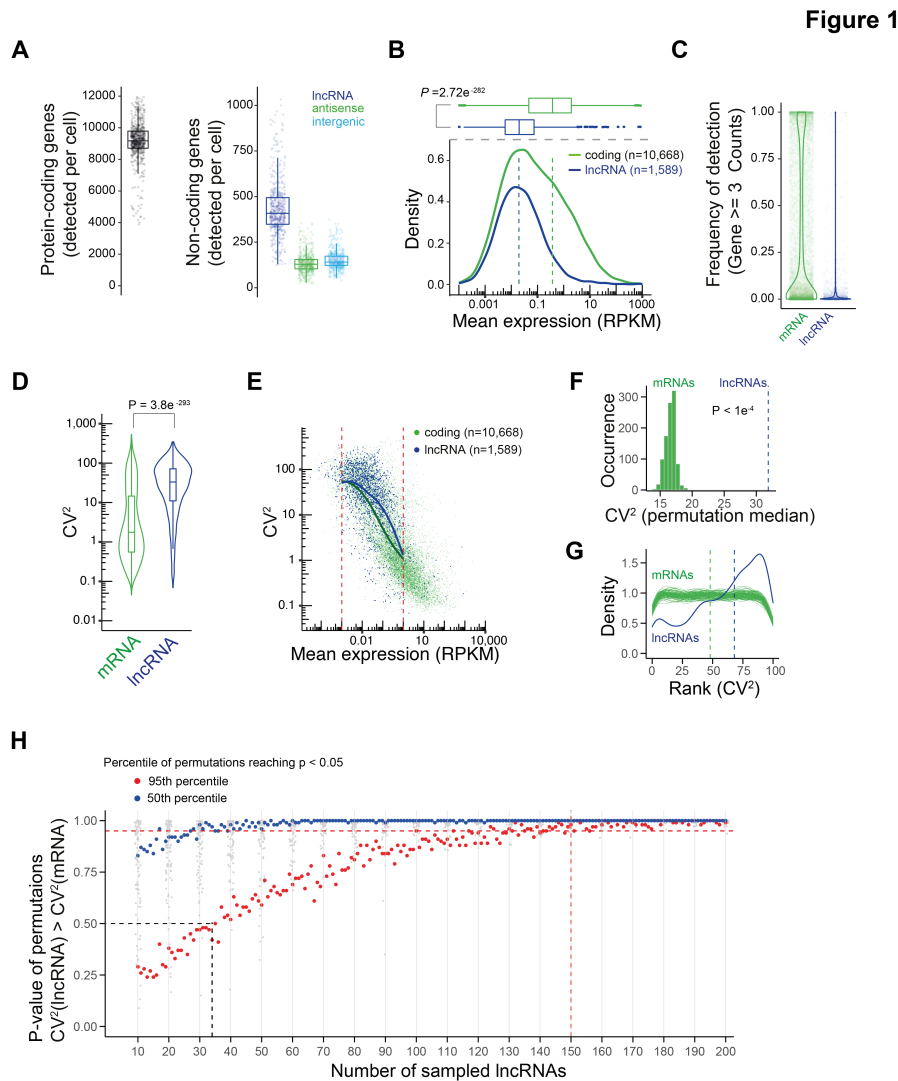 Figure 1
A
Protein-coding genes
(detected per cell)
12000
10000
8000
6000
4000
2000
0
Non-coding genes
(detected per cell)
1000
500
250
0
lncRNA
antisense
intergenic
B
P =2.72e -282
Density
0.6
0.4
0.2
0.0
coding (n=10,668)
lncRNA (n=1,589)
0.001
0.1
10
1000
Mean expression (RPKM)
C
Frequency of detection
(Gene >= 3 Counts)
1.00
0.75
0.50
0.25
0.00
mRNA
lncRNA
D
P = 3.8e -293
CV2
1,000
100
10
1
0.1
0.01
mRNA
lncRNA
E
CV2
100
10
1
0.1
coding (n=10,668)
lncRNA (n=1,589)
0.01
10
10,000
Mean expression (RPKM)
F
mRNAs
lncRNAs.
P < 1e-4
Occurrence
300
200
100
0
15
20
25
30
CV2 (permutation median)
G
Density
1.5
1.0
0.5
0.0
mRNAs
lncRNAs
0
25
50
75
100
Rank (CV2)
H
Percentile of permutations reaching p < 0.05
95th percentile
50th percentile
P-value of permutaions
CV2(lncRNA) > CV2(mRNA)
1.00
0.75
0.50
0.25
0.00
10 20 30 40 50 60 70 80 90 100 110 120 130 140 150 160 170 180 190 200
Number of sampled lncRNAs